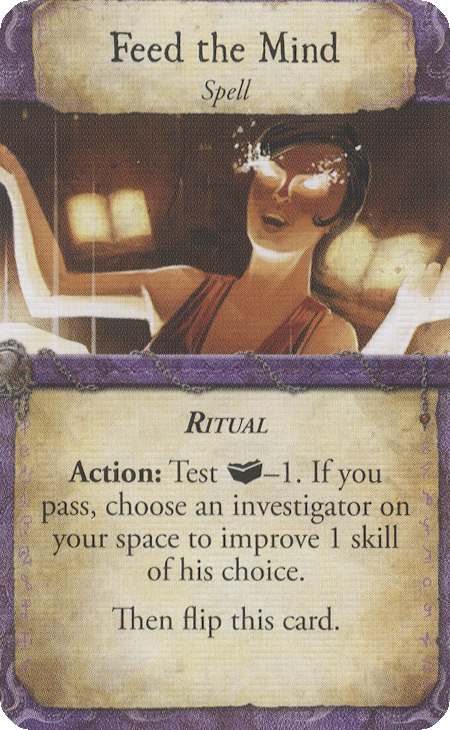 Feed the Mind
Spell
RITUAL
Action: Test –1. If you
pass, choose an investigator on
your space to improve 1 skill
of his choice.
Then flip this card.